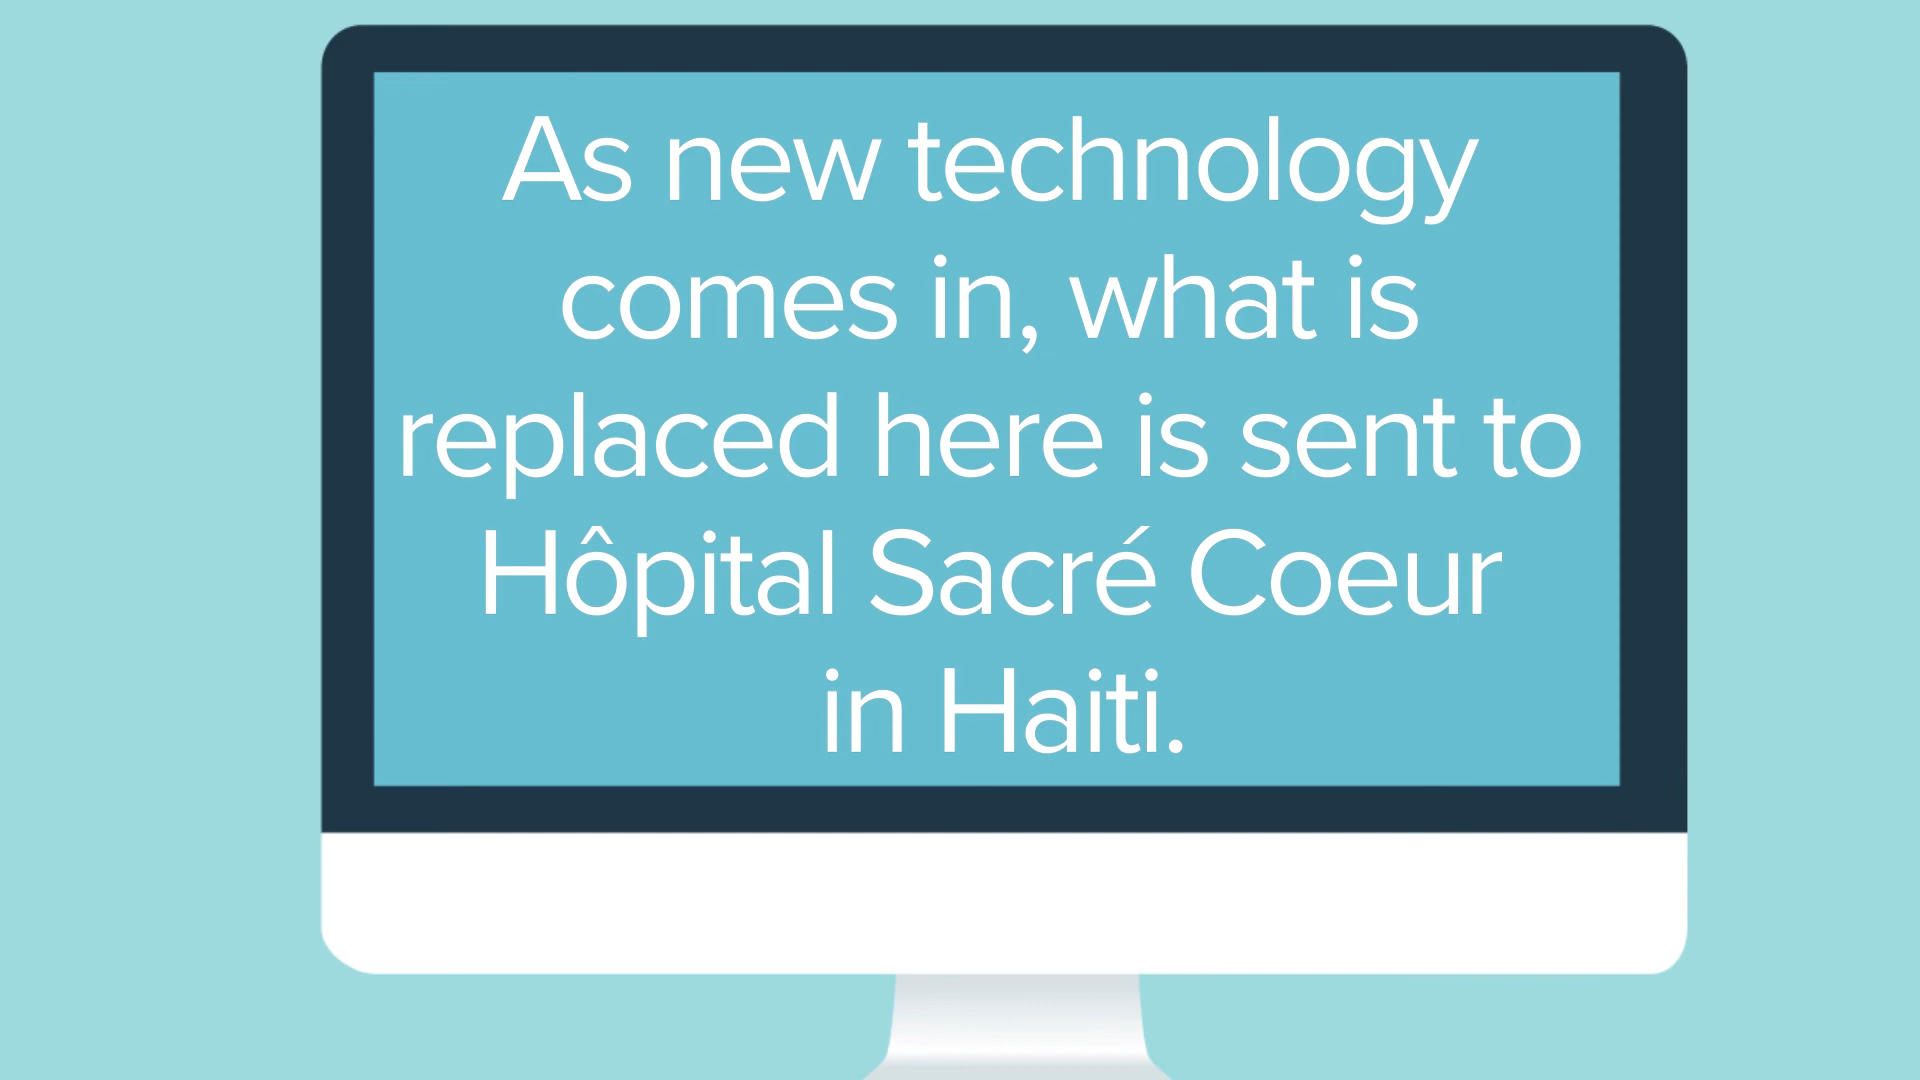 As new technology
comes in, what is
replaced here is sent to
Hôpital Sacré Coeur
in Haiti.